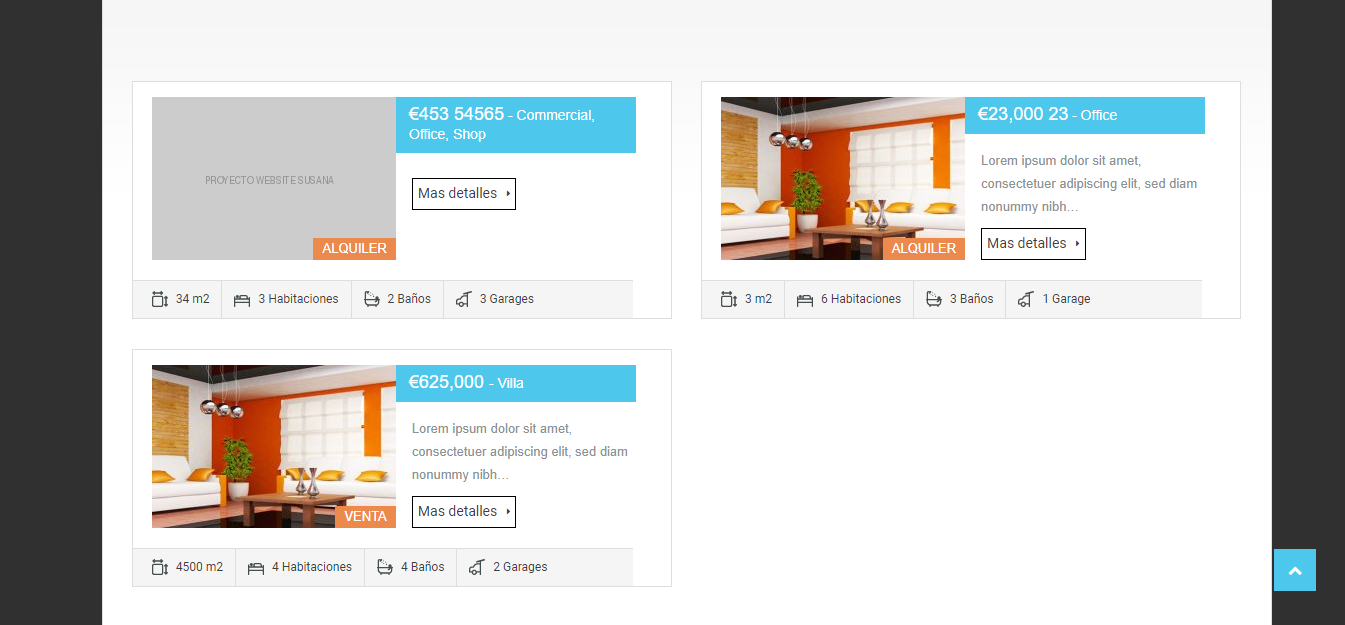 €453 54565 - Commercial,
Office, Shop
PROYECTO WEBSITE SUSANA
Mas detalles
ALQUILER
34 m2 3 Habitaciones 2 Baños 3 Garages
€23,000 23 - Office
Lorem ipsum dolor sit amet,
consectetuer adipiscing elit, sed diam
nonummy nibh…
Mas detalles
ALQUILER
3 m2 6 Habitaciones 3 Baños 1 Garage
€625,000 - Villa
Lorem ipsum dolor sit amet,
consectetuer adipiscing elit, sed diam
nonummy nibh…
Mas detalles
VENTA
4500 m2 4 Habitaciones 4 Baños 2 Garages